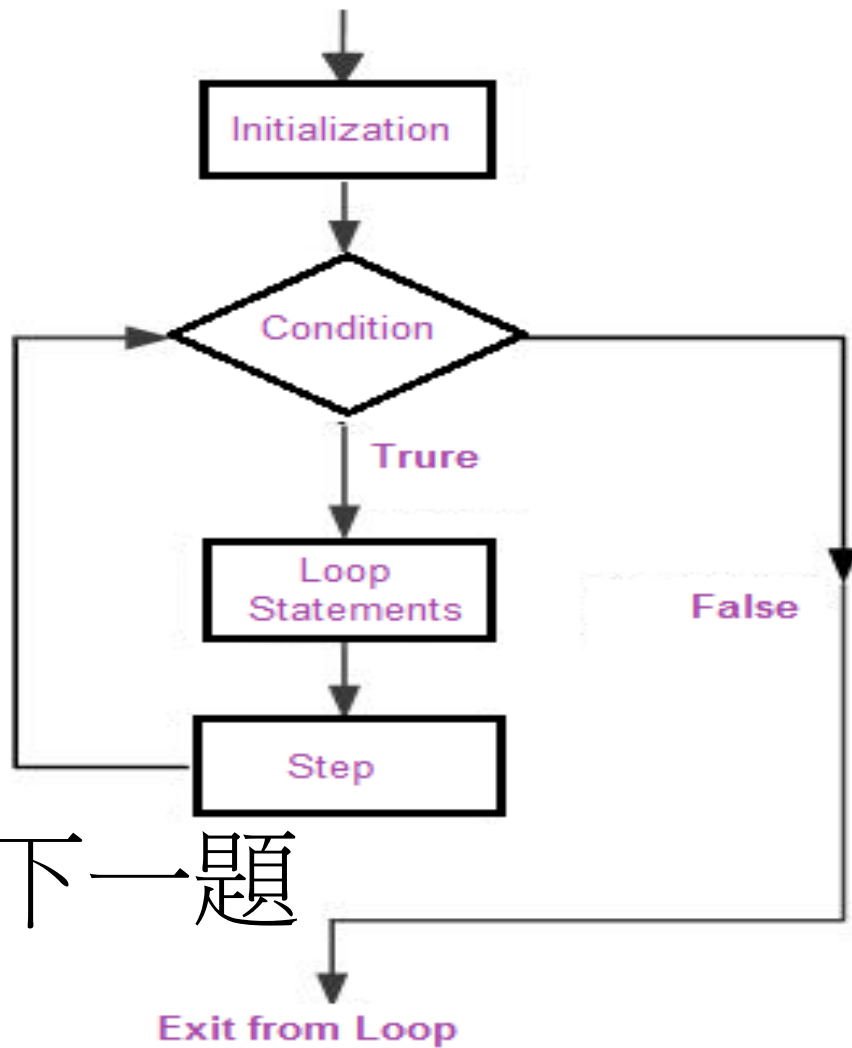 Initialization
Condition
Trure
Loop
Statements
False
Step
下一題
Exit from Loop